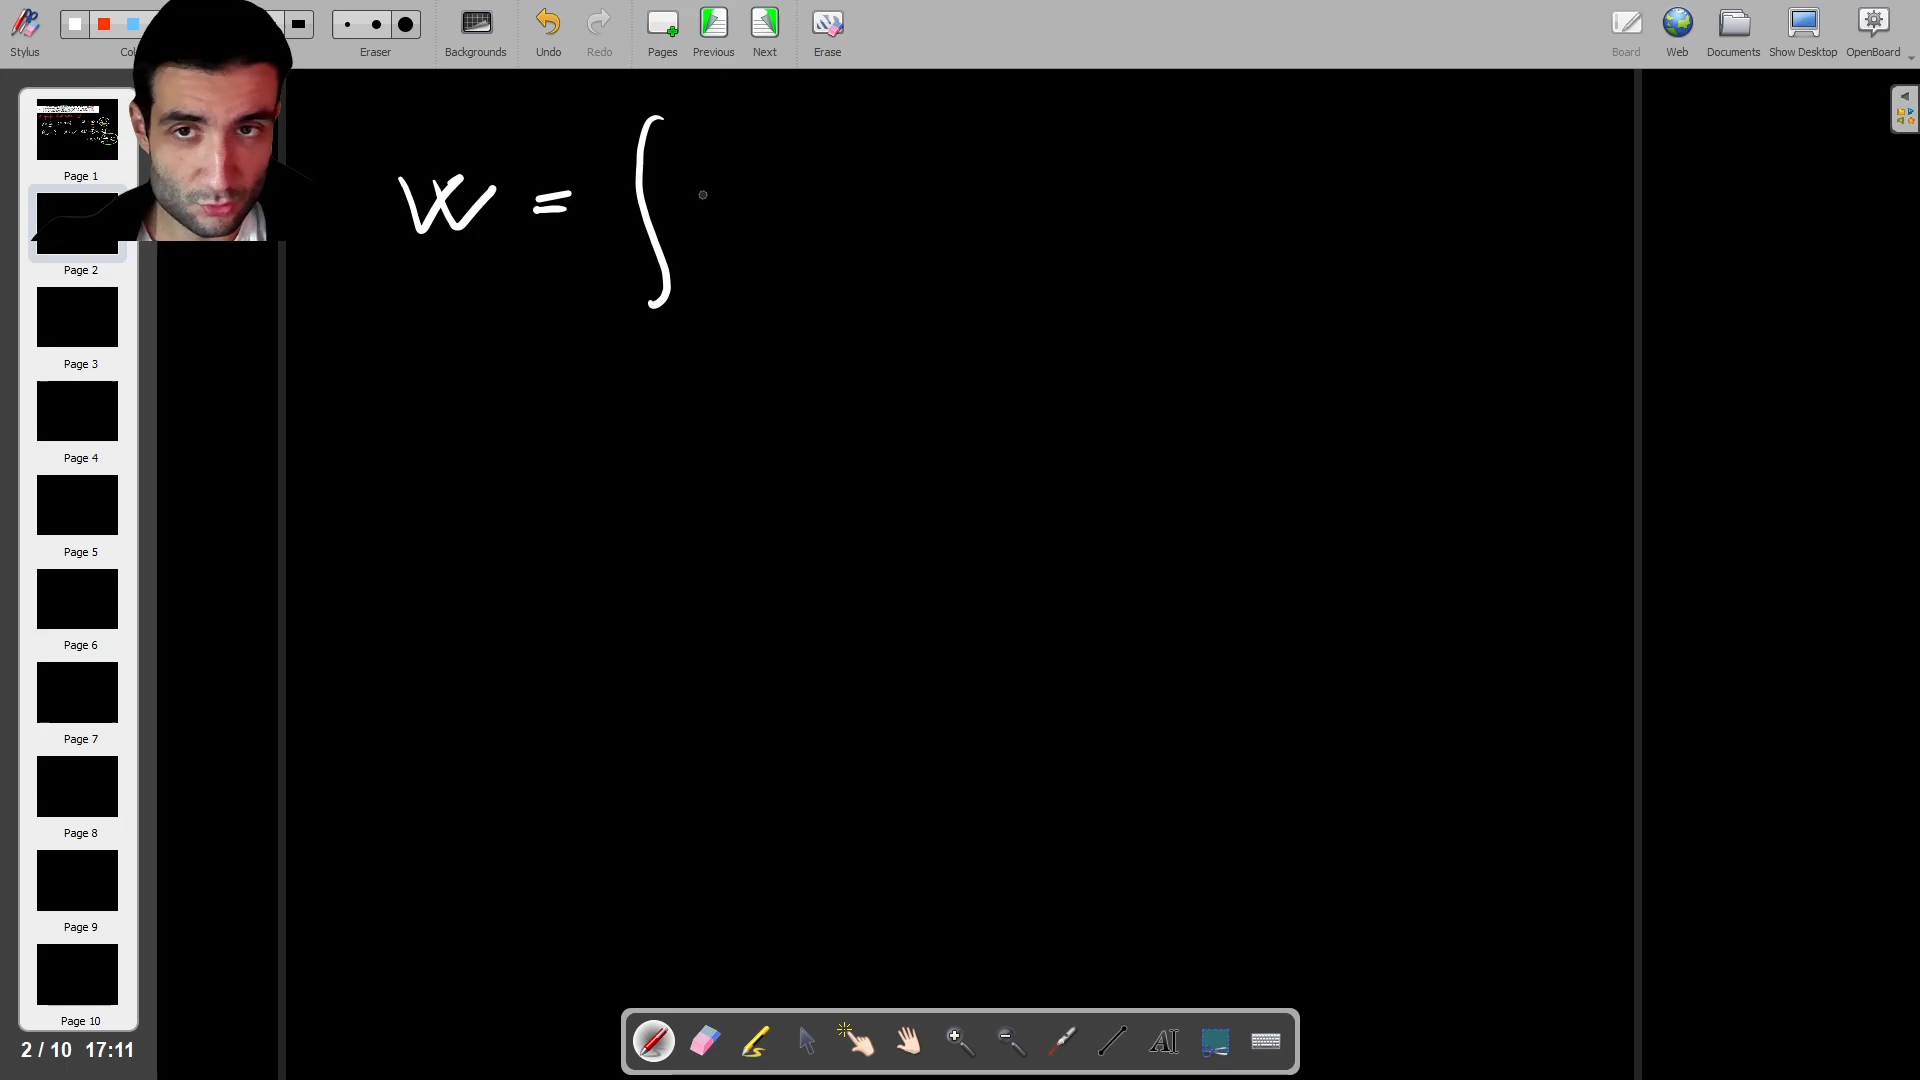 Stylus
Eraser
Backgrounds
Undo
Redo
Pages
Previous
Next
Erase
Board
Web
Documents
Show Desktop
OpenBoard
W = ∫
Page 1
Page 2
Page 3
Page 4
Page 5
Page 6
Page 7
Page 8
Page 9
Page 10
2 / 10 17:11
AI